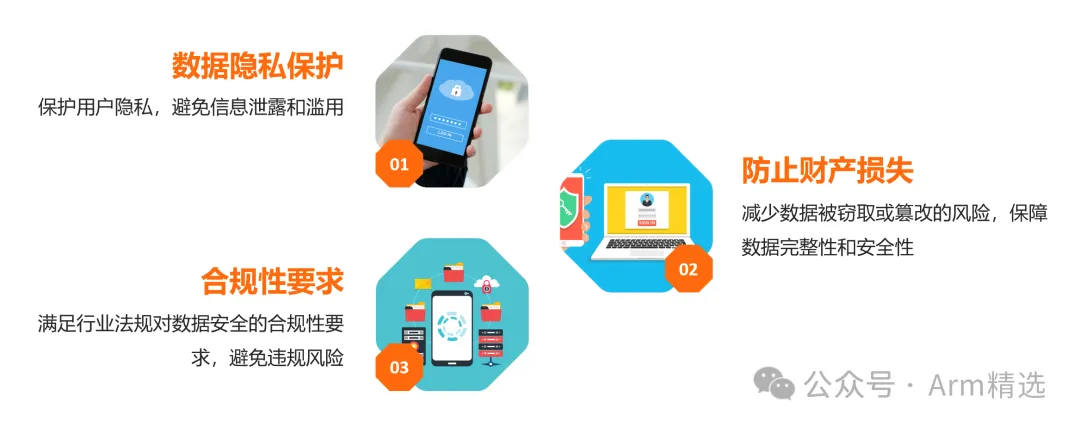 数据隐私保护
保护用户隐私，避免信息泄露和滥用
01
防止财产损失
减少数据被窃取或篡改的风险，保障
数据完整性和安全性
02
合规性要求
满足行业法规对数据安全的合规性要
求，避免违规风险
03
公众号 · Arm精选